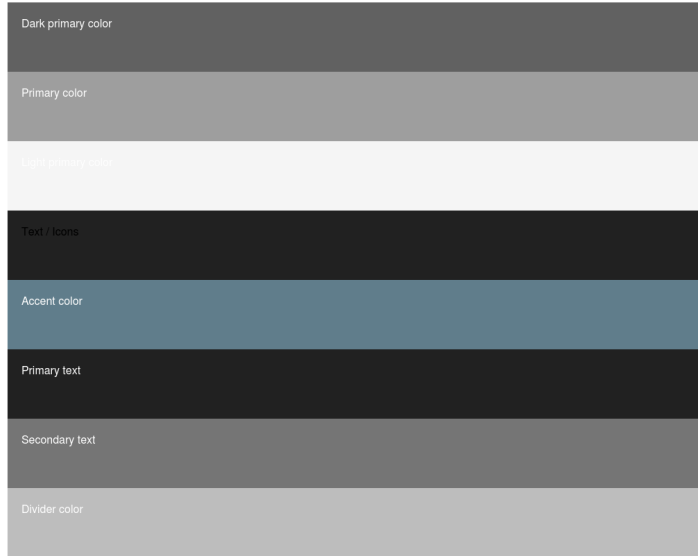 Dark primary color
Primary color
Light primary color
Text / Icons
Accent color
Primary text
Secondary text
Divider color